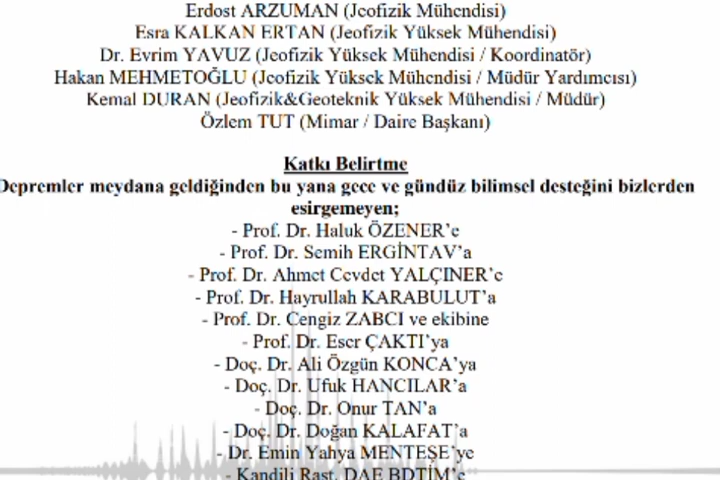 Erdost ARZUMAN (Jeofizik Mühendisi)
Esra KALKAN ERTAN (Jeofizik Yüksek Mühendisi)
Dr. Evrim YAVUZ (Jeofizik Yüksek Mühendisi / Koordinatör)
Hakan MEHMETOĞLU (Jeofizik Yüksek Mühendisi / Müdür Yardımcısı)
Kemal DURAN (Jeofizik&Geoteknik Yüksek Mühendisi / Müdür)
Özlem TUT (Mimar / Daire Başkanı)
Katkı Belirtme
Depremler meydana geldiğinden bu yana gece ve gündüz bilimsel desteğini bizlerden
esirgemeyen;
- Prof. Dr. Haluk ÖZENER'e
- Prof. Dr. Semih ERGİNTAV'a
- Prof. Dr. Ahmet Cevdet YALÇINER'e
- Prof. Dr. Hayrullah KARABULUT'a
- Prof. Dr. Cengiz ZABCI ve ekibine
- Prof. Dr. Eser ÇAKTI'ya
- Doç. Dr. Ali Özgün KONCA'ya
- Doç. Dr. Ufuk HANCILAR'a
- Doç. Dr. Onur TAN'a
- Doç. Dr. Doğan KALAFAT'a
- Dr. Emin Yahya MENTEŞE'ye
- Kandilli Rast. DAE BDTİM'e